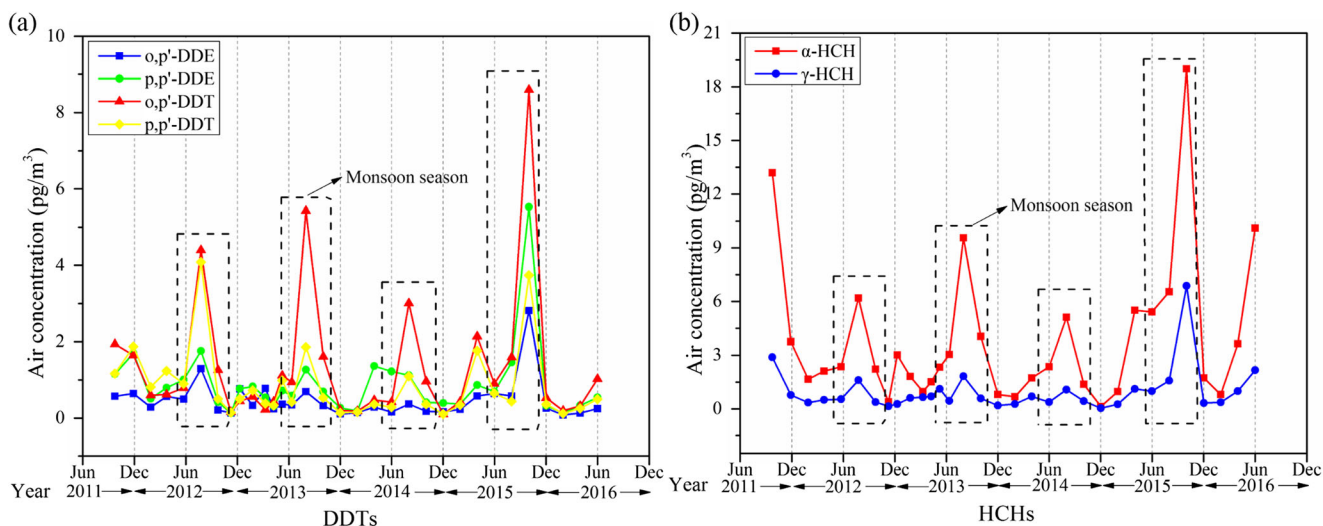 (a)
10
8
6
4
2
0
Air concentration (pg/m³)
o,p'-DDE
p,p'-DDE
o,p'-DDT
p,p'-DDT
Monsoon season
Jun Dec Jun Dec Jun Dec Jun Dec Jun Dec Jun Dec
Year 2011 2012 2013 2014 2015 2016
DDTs
(b)
21
18
15
12
9
6
3
0
Air concentration (pg/m³)
α-HCH
γ-HCH
Monsoon season
Jun Dec Jun Dec Jun Dec Jun Dec Jun Dec Jun Dec
Year 2011 2012 2013 2014 2015 2016
HCHs